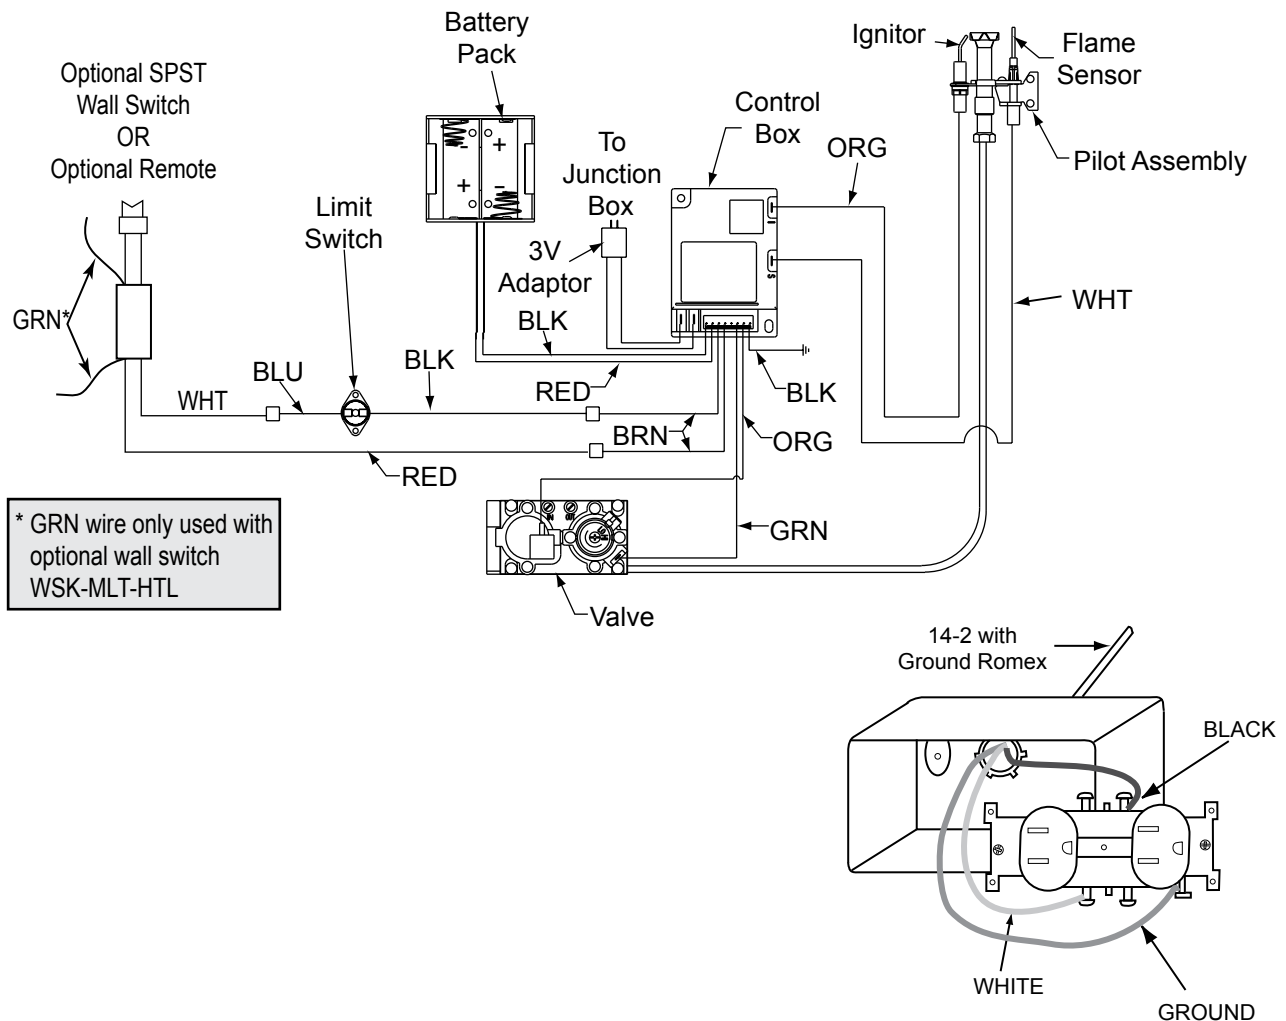 Battery
Pack
Ignitor
Flame
Sensor
Optional SPST
Wall Switch
OR
Optional Remote
Control
Box
To
Junction
Box
ORG
Pilot Assembly
Limit
Switch
3V
Adaptor
I
S
GRN*
BLK
WHT
BLU
BLK
RED
BLK
WHT
BRN
ORG
RED
* GRN wire only used with
optional wall switch
WSK-MLT-HTL
IN
OUT
GRN
Valve
14-2 with
Ground Romex
BLACK
WHITE
GROUND